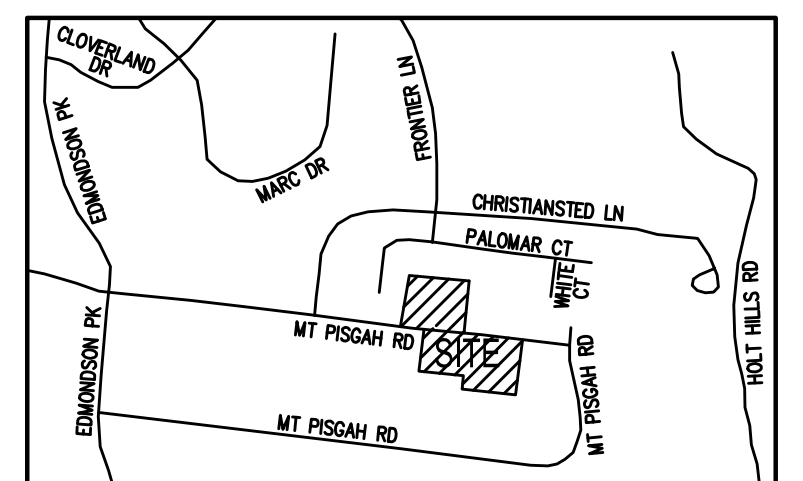 CLOVERLAND
DR
EDMONDSON PK
MARC DR
FRONTIER LN
CHRISTIANSTED LN
PALOMAR CT
WHITE
CT
HOLT HILLS RD
MT PISGAH RD
SITE
EDMONDSON PK
MT PISGAH RD
MT PISGAH RD